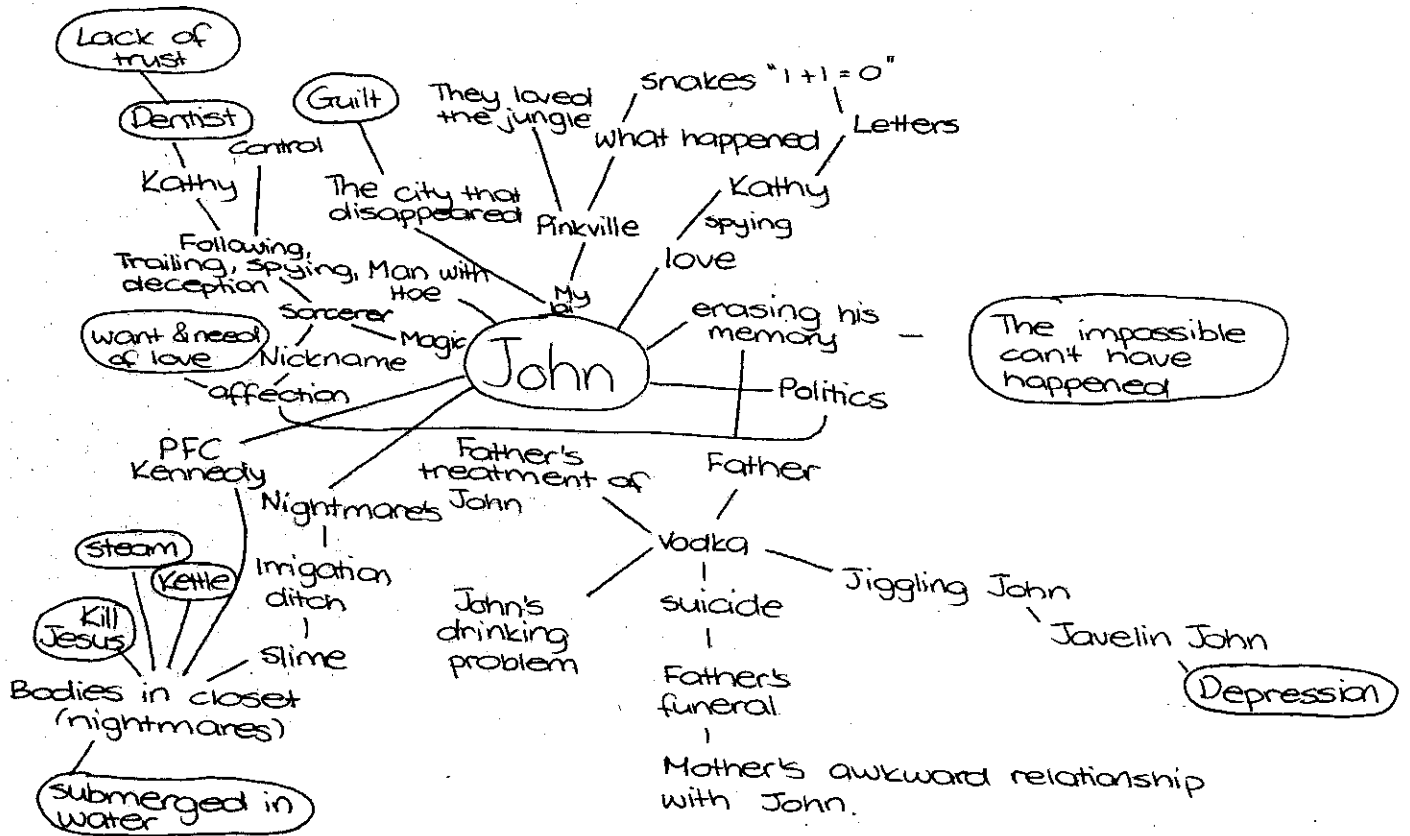 Lack of
trust
Dentist
Control
Kathy
Guilt
The city that
disappeared
They loved
the jungle
Pinkville
what happened
snakes "1+1=0"
Letters
Kathy
spying
love
Following,
Trailing, spying,
deception
Man with
Hoe
My
lai
Sorcerer
Magic
Nickname
want & need
of love
affection
John
erasing his
memory
The impossible
can't have
happened
Politics
PFC
Kennedy
Nightmare's
Irrigation
ditch
slime
steam
Kettle
Kill
Jesus
Bodies in closet
(nightmares)
submerged in
water
Father's
treatment of
John
Father
Vodka
John's
drinking
problem
suicide
Father's
funeral
Mother's awkward relationship
with John.
Jiggling John
Javelin John
Depression